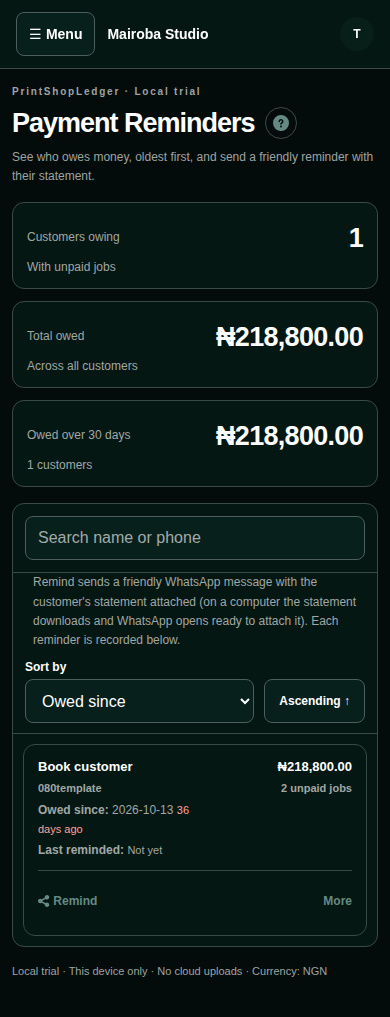 ☰ Menu
Mairoba Studio
T
PrintShopLedger · Local trial
Payment Reminders
?
See who owes money, oldest first, and send a friendly reminder with
their statement.
Customers owing
1
With unpaid jobs
Total owed
₦218,800.00
Across all customers
Owed over 30 days
₦218,800.00
1 customers
Search name or phone
Remind sends a friendly WhatsApp message with the
customer's statement attached (on a computer the statement
downloads and WhatsApp opens ready to attach it). Each
reminder is recorded below.
Sort by
Owed since
Ascending ↑
Book customer
₦218,800.00
080template
2 unpaid jobs
Owed since: 2026-10-13 36
days ago
Last reminded: Not yet
Remind
More
Local trial · This device only · No cloud uploads · Currency: NGN